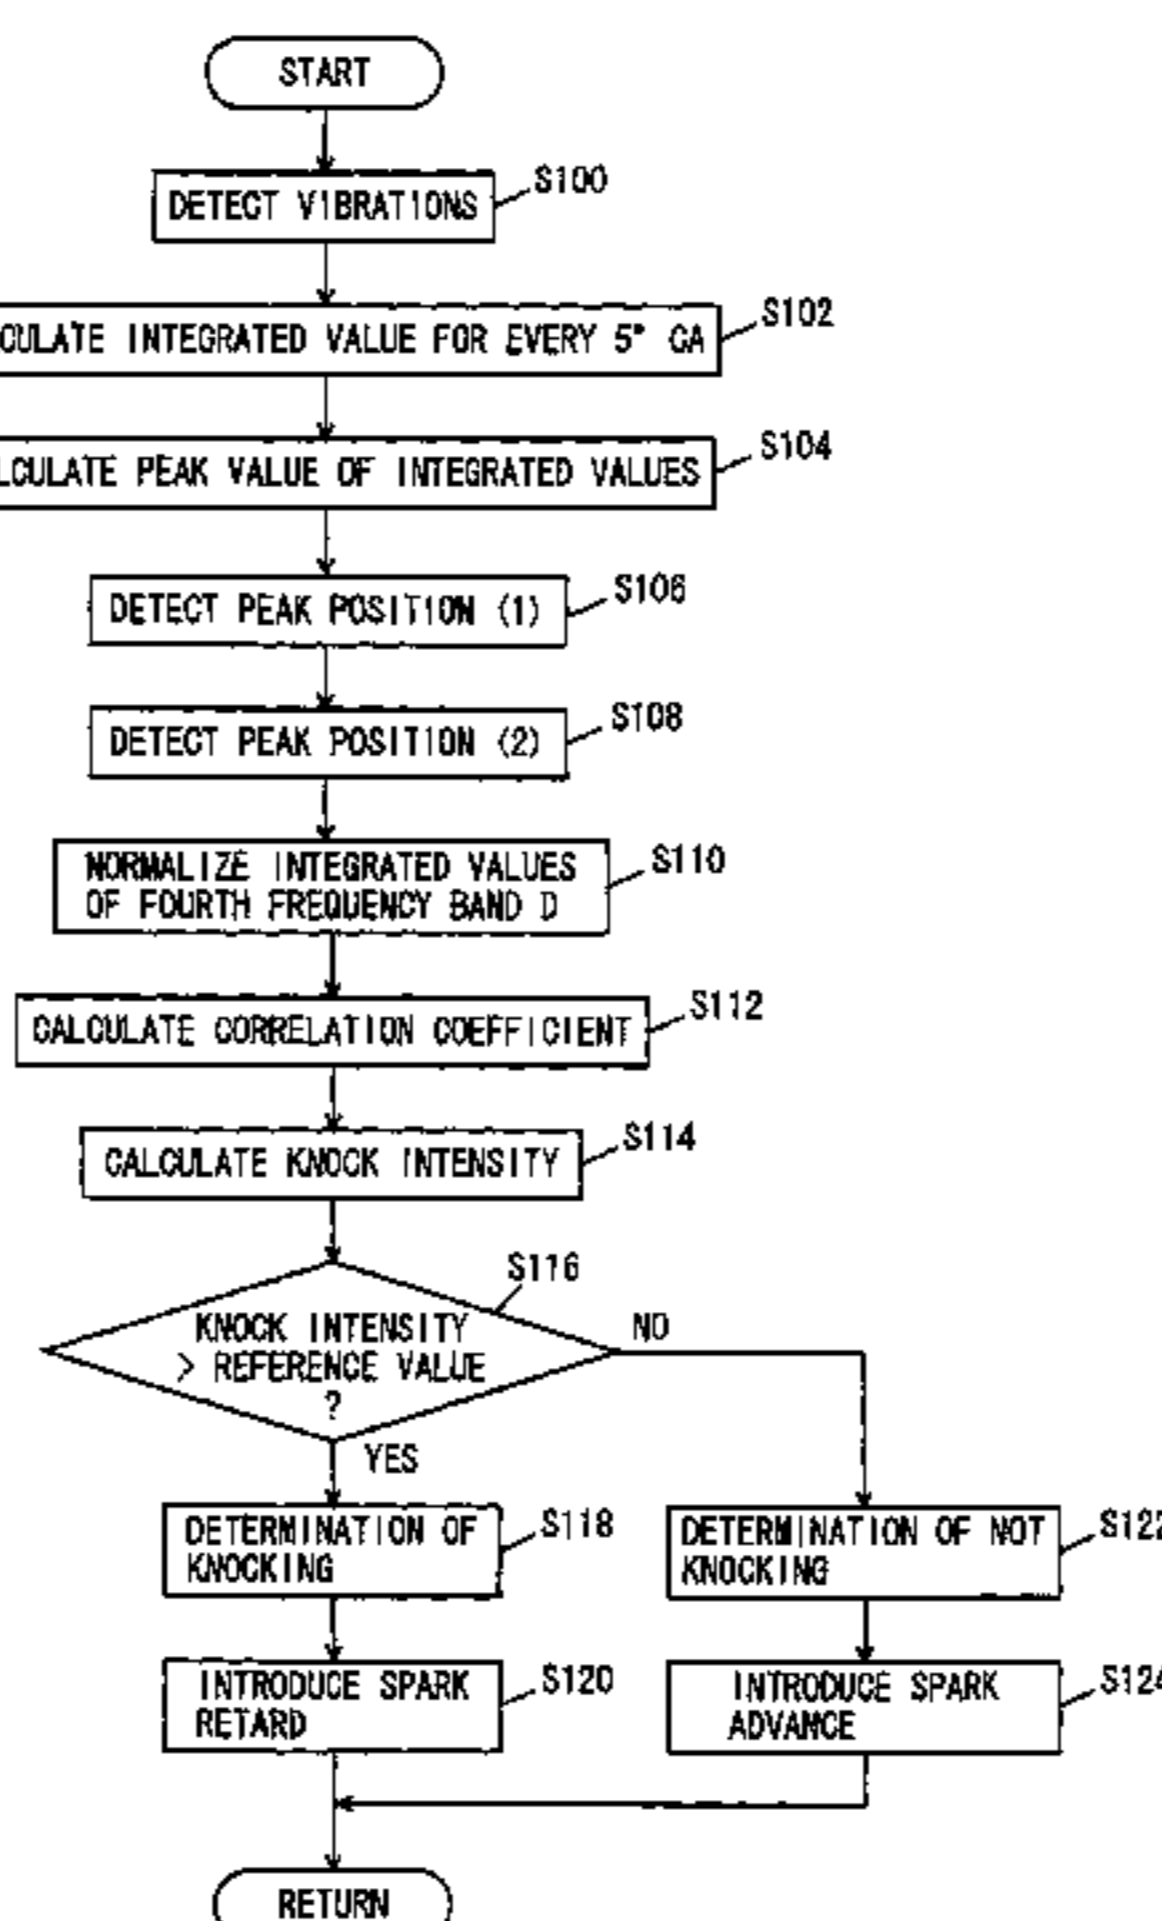 START
DETECT VIBRATIONS
S100
CULATE INTEGRATED VALUE FOR EVERY 5° CA
S102
LCULATE PEAK VALUE OF INTEGRATED VALUES
S104
DETECT PEAK POSITION (1)
S106
DETECT PEAK POSITION (2)
S108
NORMALIZE INTEGRATED VALUES
OF FOURTH FREQUENCY BAND D
S110
CALCULATE CORRELATION COEFFICIENT
S112
CALCULATE KNOCK INTENSITY
S114
S116
KNOCK INTENSITY
> REFERENCE VALUE
?
NO
YES
DETERMINATION OF
KNOCKING
S118
DETERMINATION OF NOT
KNOCKING
S122
INTRODUCE SPARK
RETARD
S120
INTRODUCE SPARK
ADVANCE
S124
RETURN